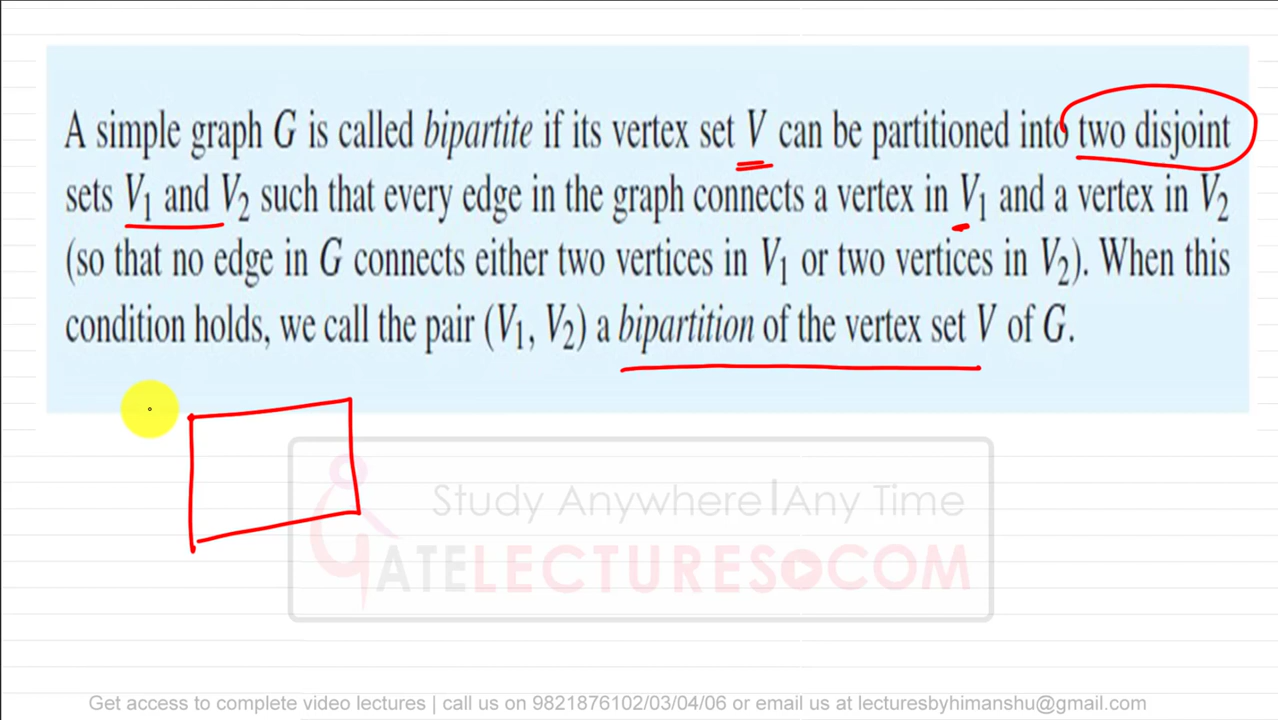 A simple graph G is called bipartite if its vertex set V can be partitioned into two disjoint
sets V₁ and V₂ such that every edge in the graph connects a vertex in V₁ and a vertex in V₂
(so that no edge in G connects either two vertices in V₁ or two vertices in V₂). When this
condition holds, we call the pair (V₁, V₂) a bipartition of the vertex set V of G.
Study Anywhere|Any Time
GATELECTURES.COM
Get access to complete video lectures | call us on 9821876102/03/04/06 or email us at lecturesbyhimanshu@gmail.com